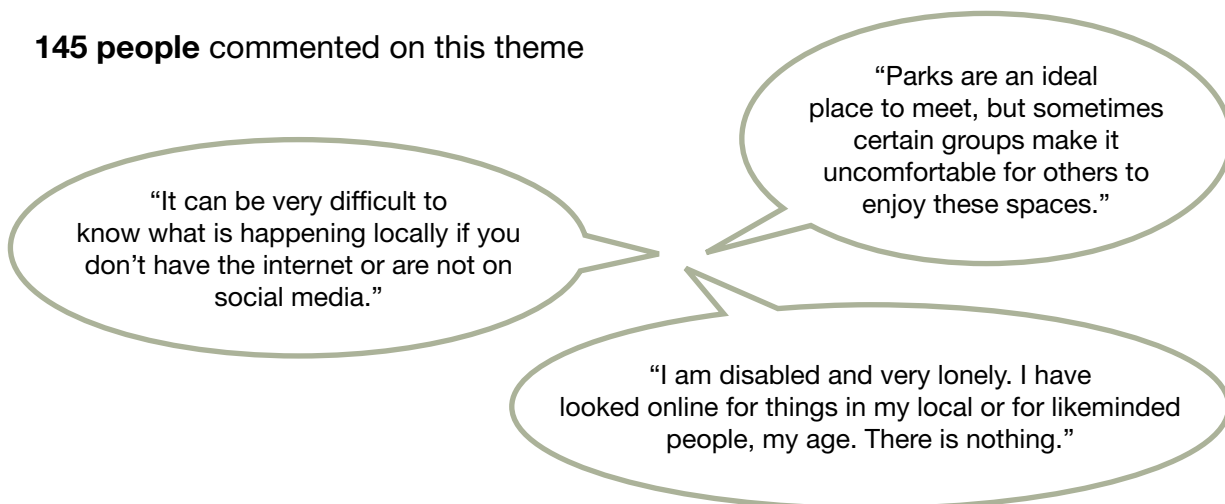 145 people commented on this theme
“Parks are an ideal
place to meet, but sometimes
certain groups make it
uncomfortable for others to
enjoy these spaces.”
“It can be very difficult to
know what is happening locally if you
don’t have the internet or are not on
social media.”
“I am disabled and very lonely. I have
looked online for things in my local or for likeminded
people, my age. There is nothing.”